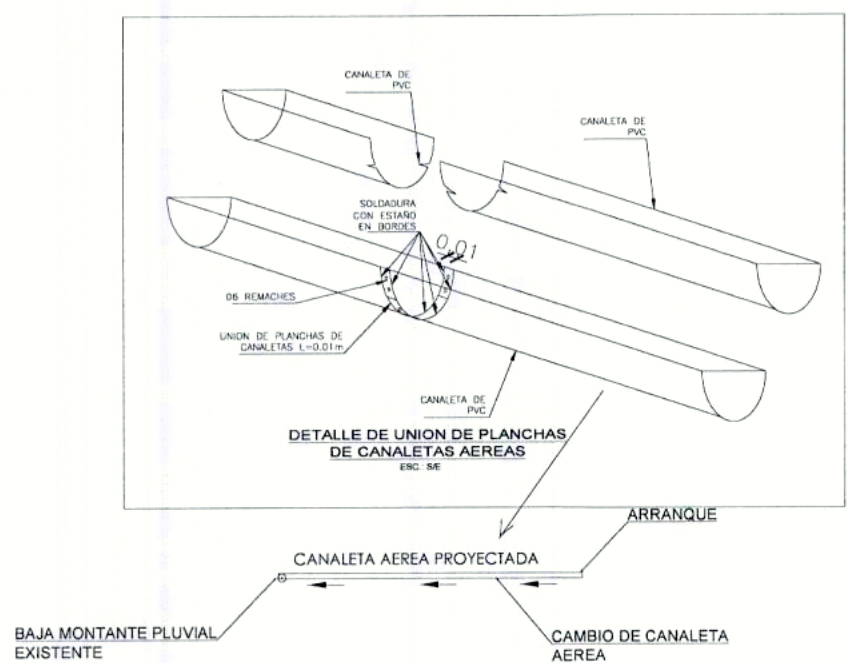 CANALETA DE
PVC
CANALETA DE
PVC
SOLDADURA
CON ESTAÑO
EN BORDES
0,01
06 REMACHES
UNION DE PLANCHAS DE
CANALETAS L=0.01m
CANALETA DE
PVC
DETALLE DE UNION DE PLANCHAS
DE CANALETAS AEREAS
ESC.: S/E
ARRANQUE
CANALETA AEREA PROYECTADA
BAJA MONTANTE PLUVIAL
EXISTENTE
CAMBIO DE CANALETA
AEREA